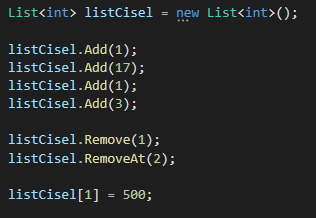 List<int> listCisel = new List<int>();
listCisel.Add(1);
listCisel.Add(17);
listCisel.Add(1);
listCisel.Add(3);
listCisel.Remove(1);
listCisel.RemoveAt(2);
listCisel[1] = 500;